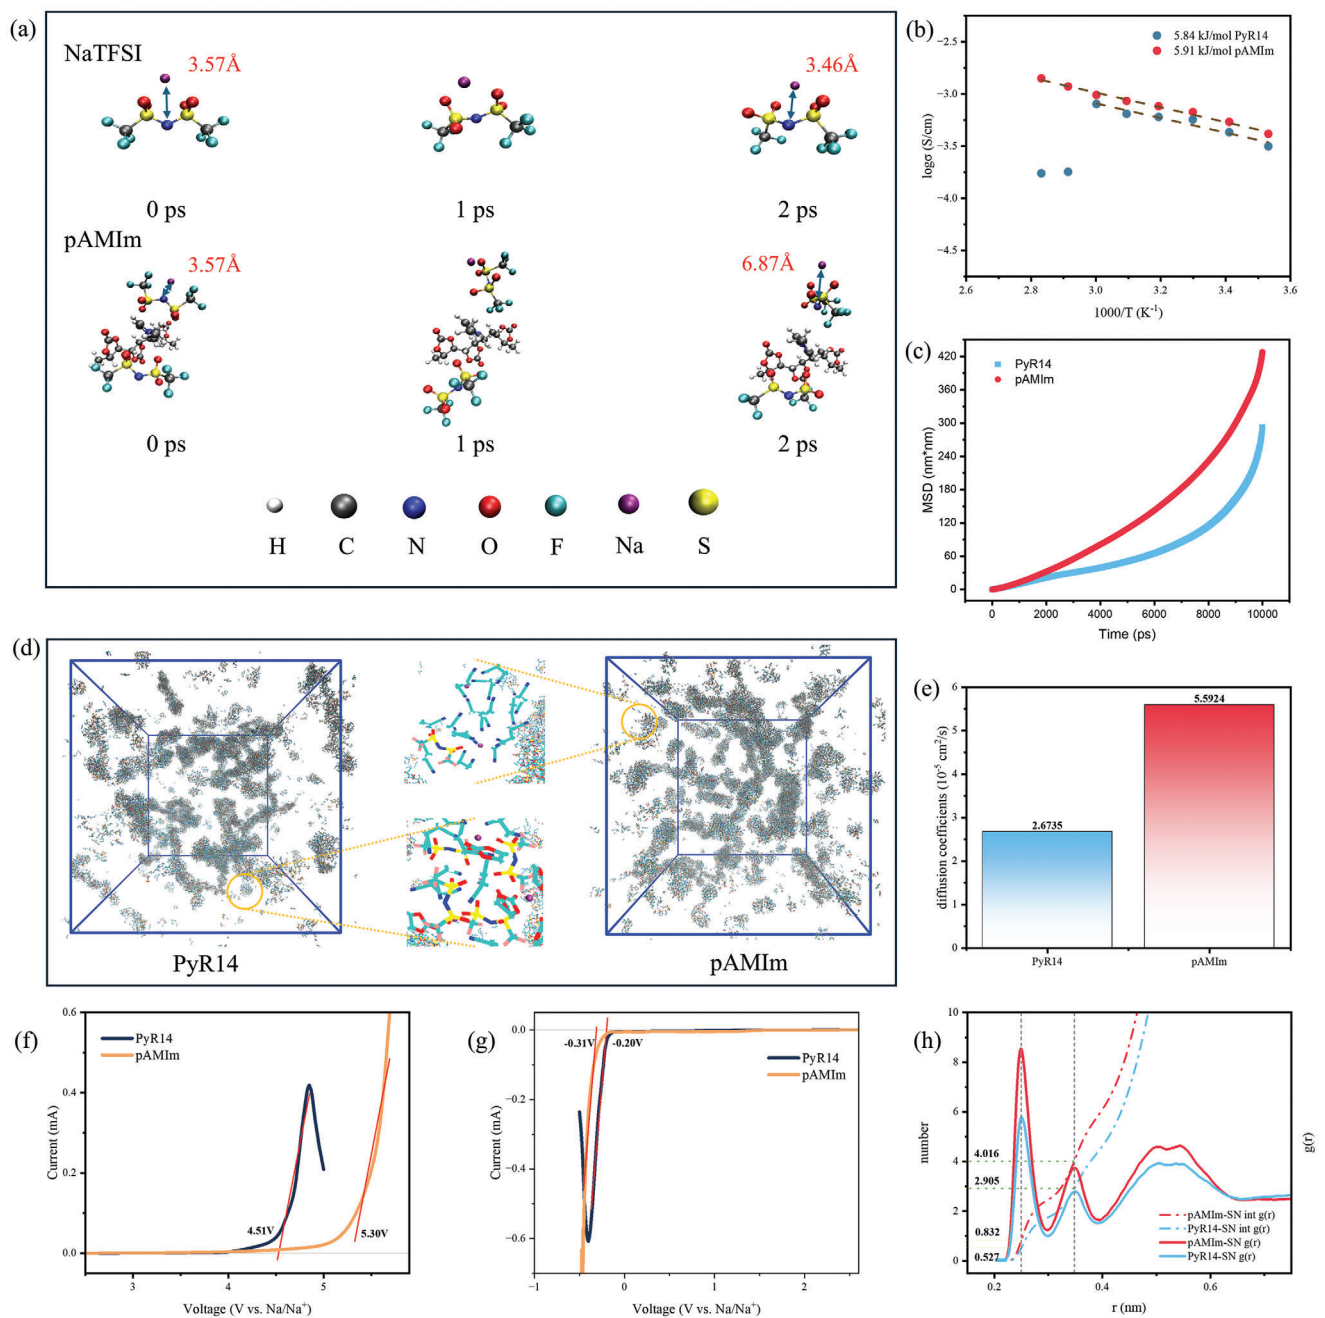 (a)
NaTFSI
3.57Å
3.46Å
0 ps
1 ps
2 ps
pAMIm
3.57Å
6.87Å
0 ps
1 ps
2 ps
H C N O F Na S
(b)
5.84 kJ/mol PyR14
5.91 kJ/mol pAMIm
logσ (S/cm)
−2.5
−3.0
−3.5
−4.0
−4.5
2.6 2.8 3.0 3.2 3.4 3.6
1000/T (K⁻¹)
(c)
PyR14
pAMIm
MSD (nm*nm)
420
360
300
240
180
120
60
0
0 2000 4000 6000 8000 10000
Time (ps)
(d)
PyR14
pAMIm
(e)
diffusion coefficients (10⁻⁵ cm²/s)
6
5
4
3
2
1
0
2.6735
5.5924
PyR14 pAMIm
(f)
PyR14
pAMIm
Current (mA)
0.6
0.4
0.2
0.0
4.51V
5.30V
3 4 5
Voltage (V vs. Na/Na⁺)
(g)
-0.31V
-0.20V
PyR14
pAMIm
Current (mA)
0.0
−0.2
−0.4
−0.6
−1 0 1 2
Voltage (V vs. Na/Na⁺)
(h)
number
g(r)
10
8
6
4
2
0
4.016
2.905
0.832
0.527
pAMIm-SN int g(r)
PyR14-SN int g(r)
pAMIm-SN g(r)
PyR14-SN g(r)
0.2 0.4 0.6
r (nm)